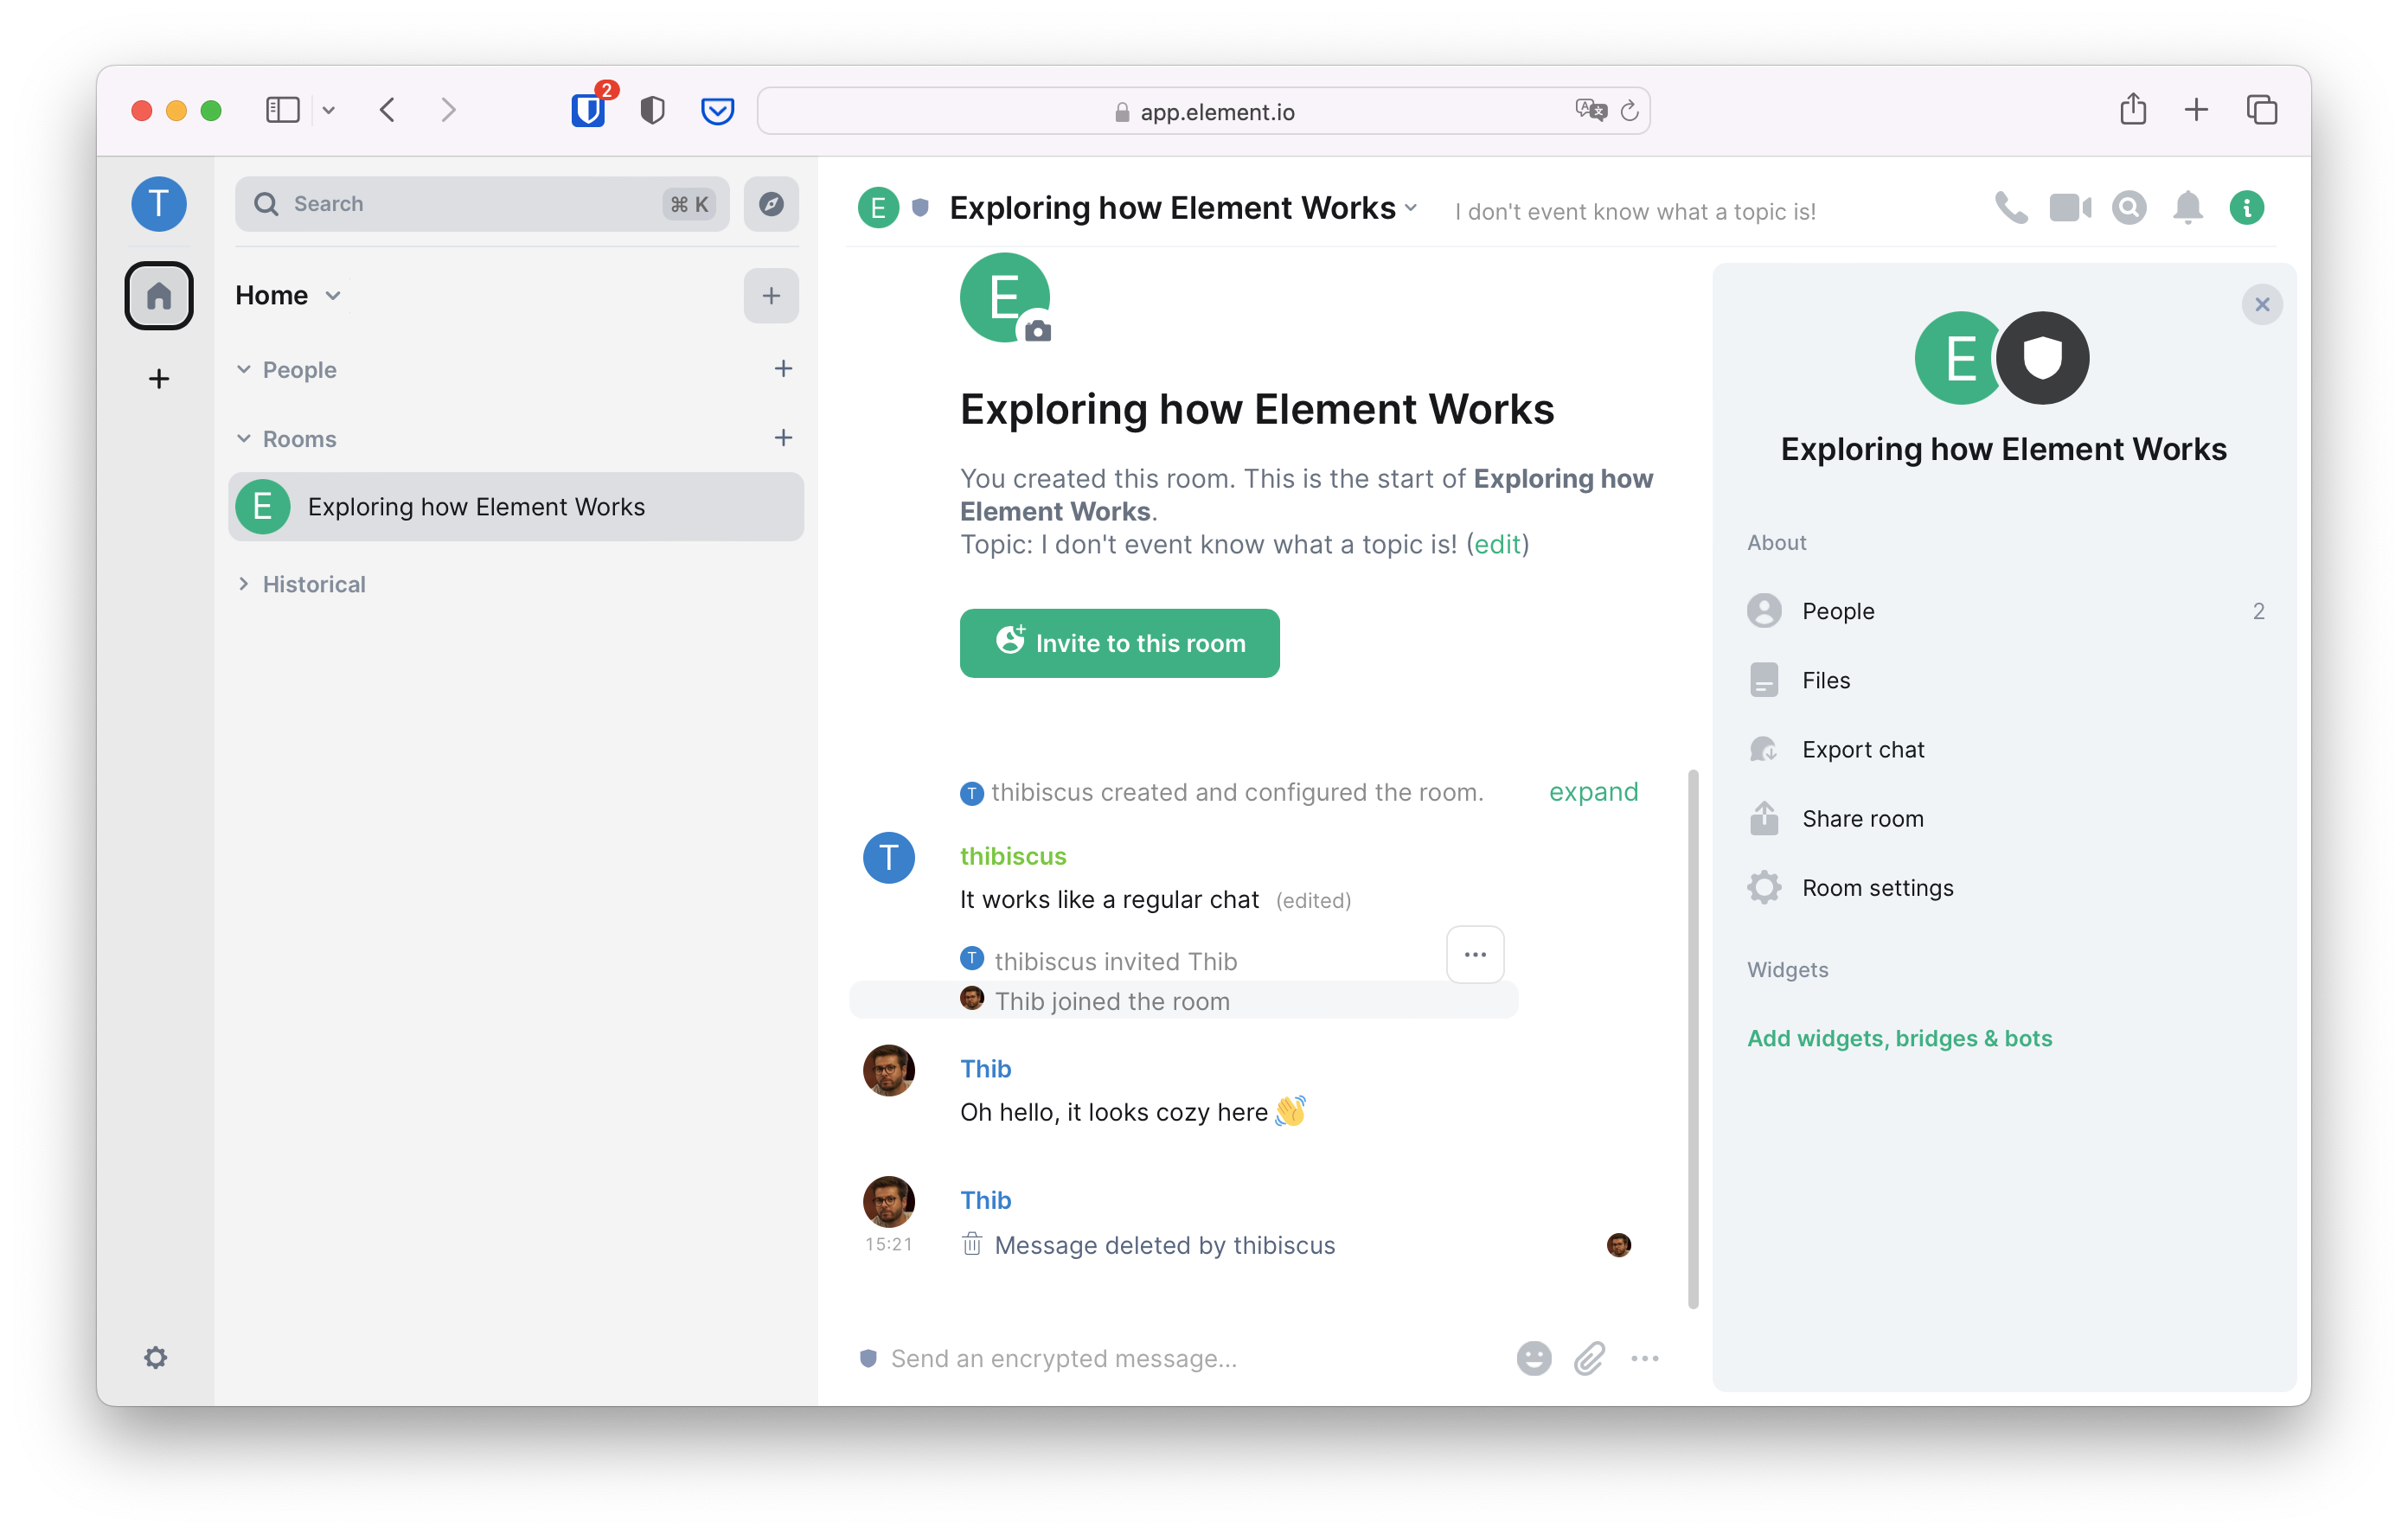 2
app.element.io
T
Search
⌘ K
E
Exploring how Element Works
I don't event know what a topic is!
Home
People
Rooms
E
Exploring how Element Works
Historical
E
Exploring how Element Works
You created this room. This is the start of Exploring how
Element Works.
Topic: I don't event know what a topic is! (edit)
Invite to this room
T thibiscus created and configured the room.
expand
T
thibiscus
It works like a regular chat (edited)
T thibiscus invited Thib
Thib joined the room
Thib
Oh hello, it looks cozy here 👋
Thib
15:21
Message deleted by thibiscus
Send an encrypted message...
E
Exploring how Element Works
About
People
2
Files
Export chat
Share room
Room settings
Widgets
Add widgets, bridges & bots